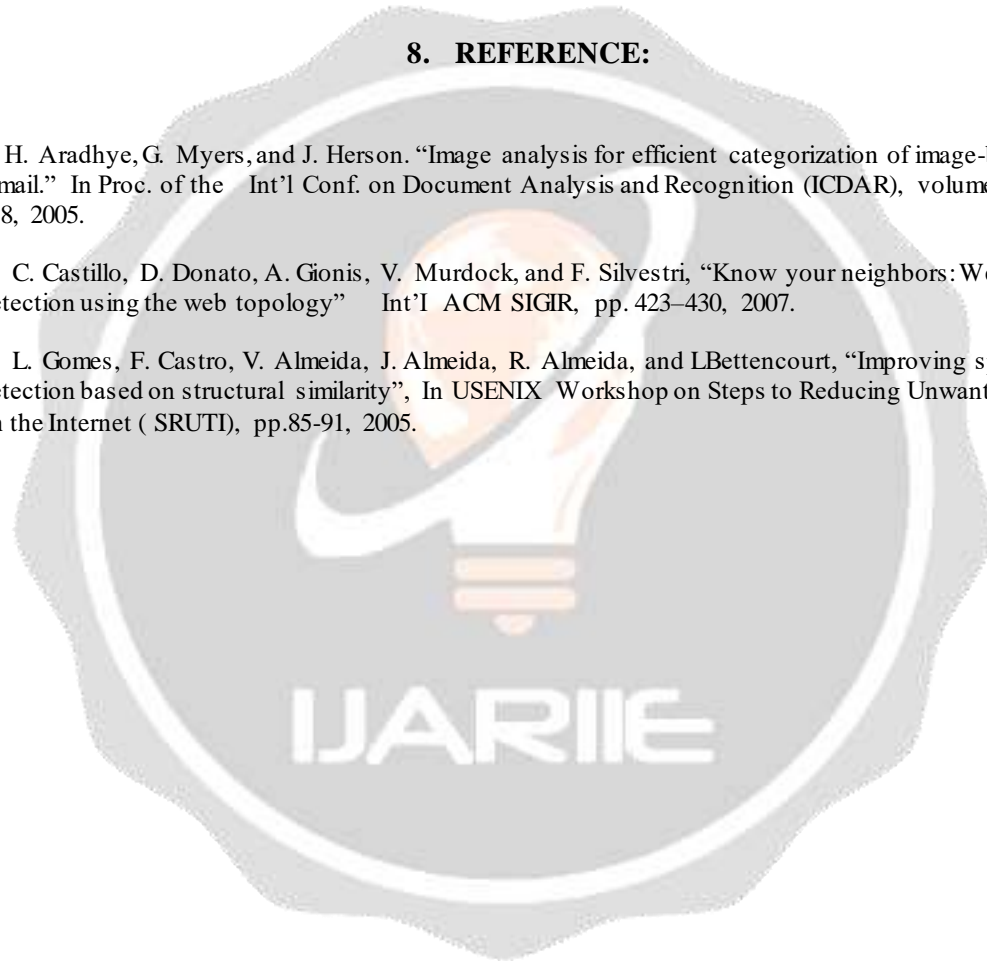 8. REFERENCE:
H. Aradhye, G. Myers, and J. Herson. “Image analysis for efficient categorization of image-
mail.” In Proc. of the Int’l Conf. on Document Analysis and Recognition (ICDAR), volume
8, 2005.
C. Castillo, D. Donato, A. Gionis, V. Murdock, and F. Silvestri, “Know your neighbors: We
etection using the web topology” Int’I ACM SIGIR, pp. 423–430, 2007.
L. Gomes, F. Castro, V. Almeida, J. Almeida, R. Almeida, and LBettencourt, “Improving s
etection based on structural similarity”, In USENIX Workshop on Steps to Reducing Unwant
the Internet ( SRUTI), pp.85-91, 2005.
IJARIIE